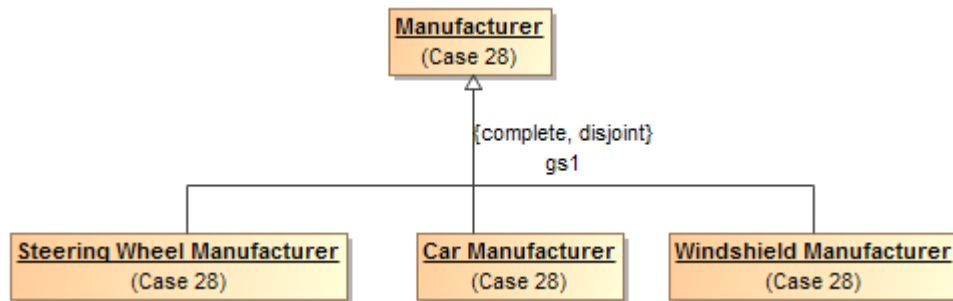 Manufacturer
(Case 28)
{complete, disjoint}
gs1
Steering Wheel Manufacturer
(Case 28)
Car Manufacturer
(Case 28)
Windshield Manufacturer
(Case 28)